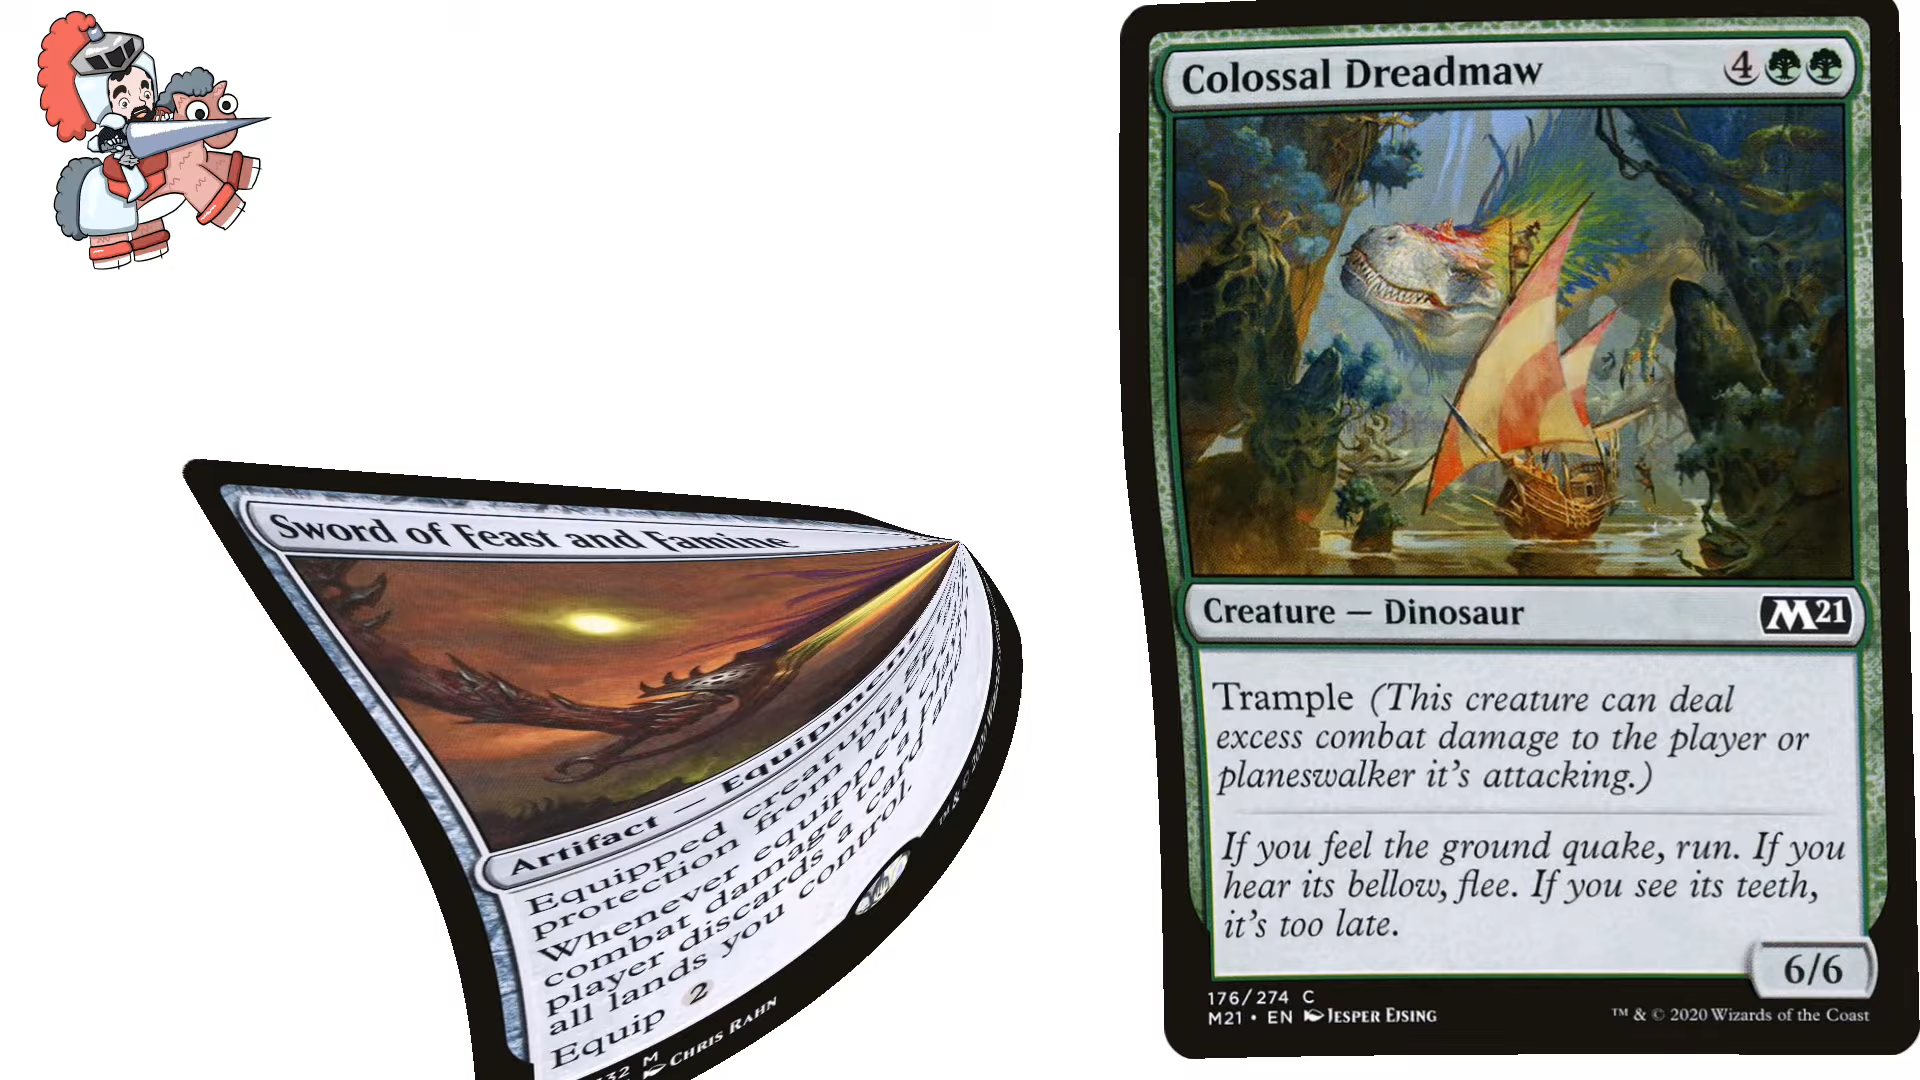 Sword of Feast and Famine
Artifact — Equipment
Equipped creature
protection from
Whenever equipped
combat damage to a
player discards a card
all lands you control.
Equip 2
M
CHRIS RAHN
Colossal Dreadmaw
4
Creature — Dinosaur
M21
Trample (This creature can deal
excess combat damage to the player or
planeswalker it's attacking.)
If you feel the ground quake, run. If you
hear its bellow, flee. If you see its teeth,
it's too late.
6/6
176/274 C
M21 • EN JESPER EJSING
™ & © 2020 Wizards of the Coast